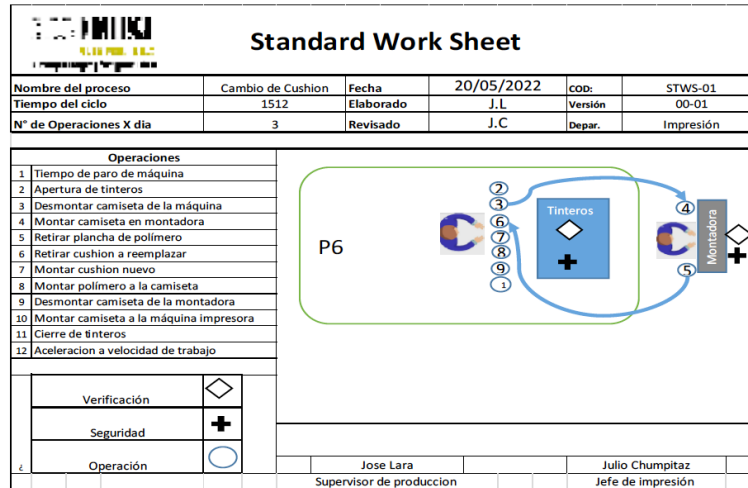 Standard Work Sheet
Nombre del proceso Cambio de Cushion Fecha 20/05/2022 COD: STWS-01
Tiempo del ciclo 1512 Elaborado J.L Versión 00-01
N° de Operaciones X dia 3 Revisado J.C Depar. Impresión
Operaciones
1 Tiempo de paro de máquina
2 Apertura de tinteros
3 Desmontar camiseta de la máquina
4 Montar camiseta en montadora
5 Retirar plancha de polímero
6 Retirar cushion a reemplazar
7 Montar cushion nuevo
8 Montar polímero a la camiseta
9 Desmontar camiseta de la montadora
10 Montar camiseta a la máquina impresora
11 Cierre de tinteros
12 Aceleracion a velocidad de trabajo
P6
2
3
6
7
8
9
1
Tinteros
4
5
Montadora
Verificación
Seguridad
Operación
¿
Jose Lara Julio Chumpitaz
Supervisor de produccion Jefe de impresión